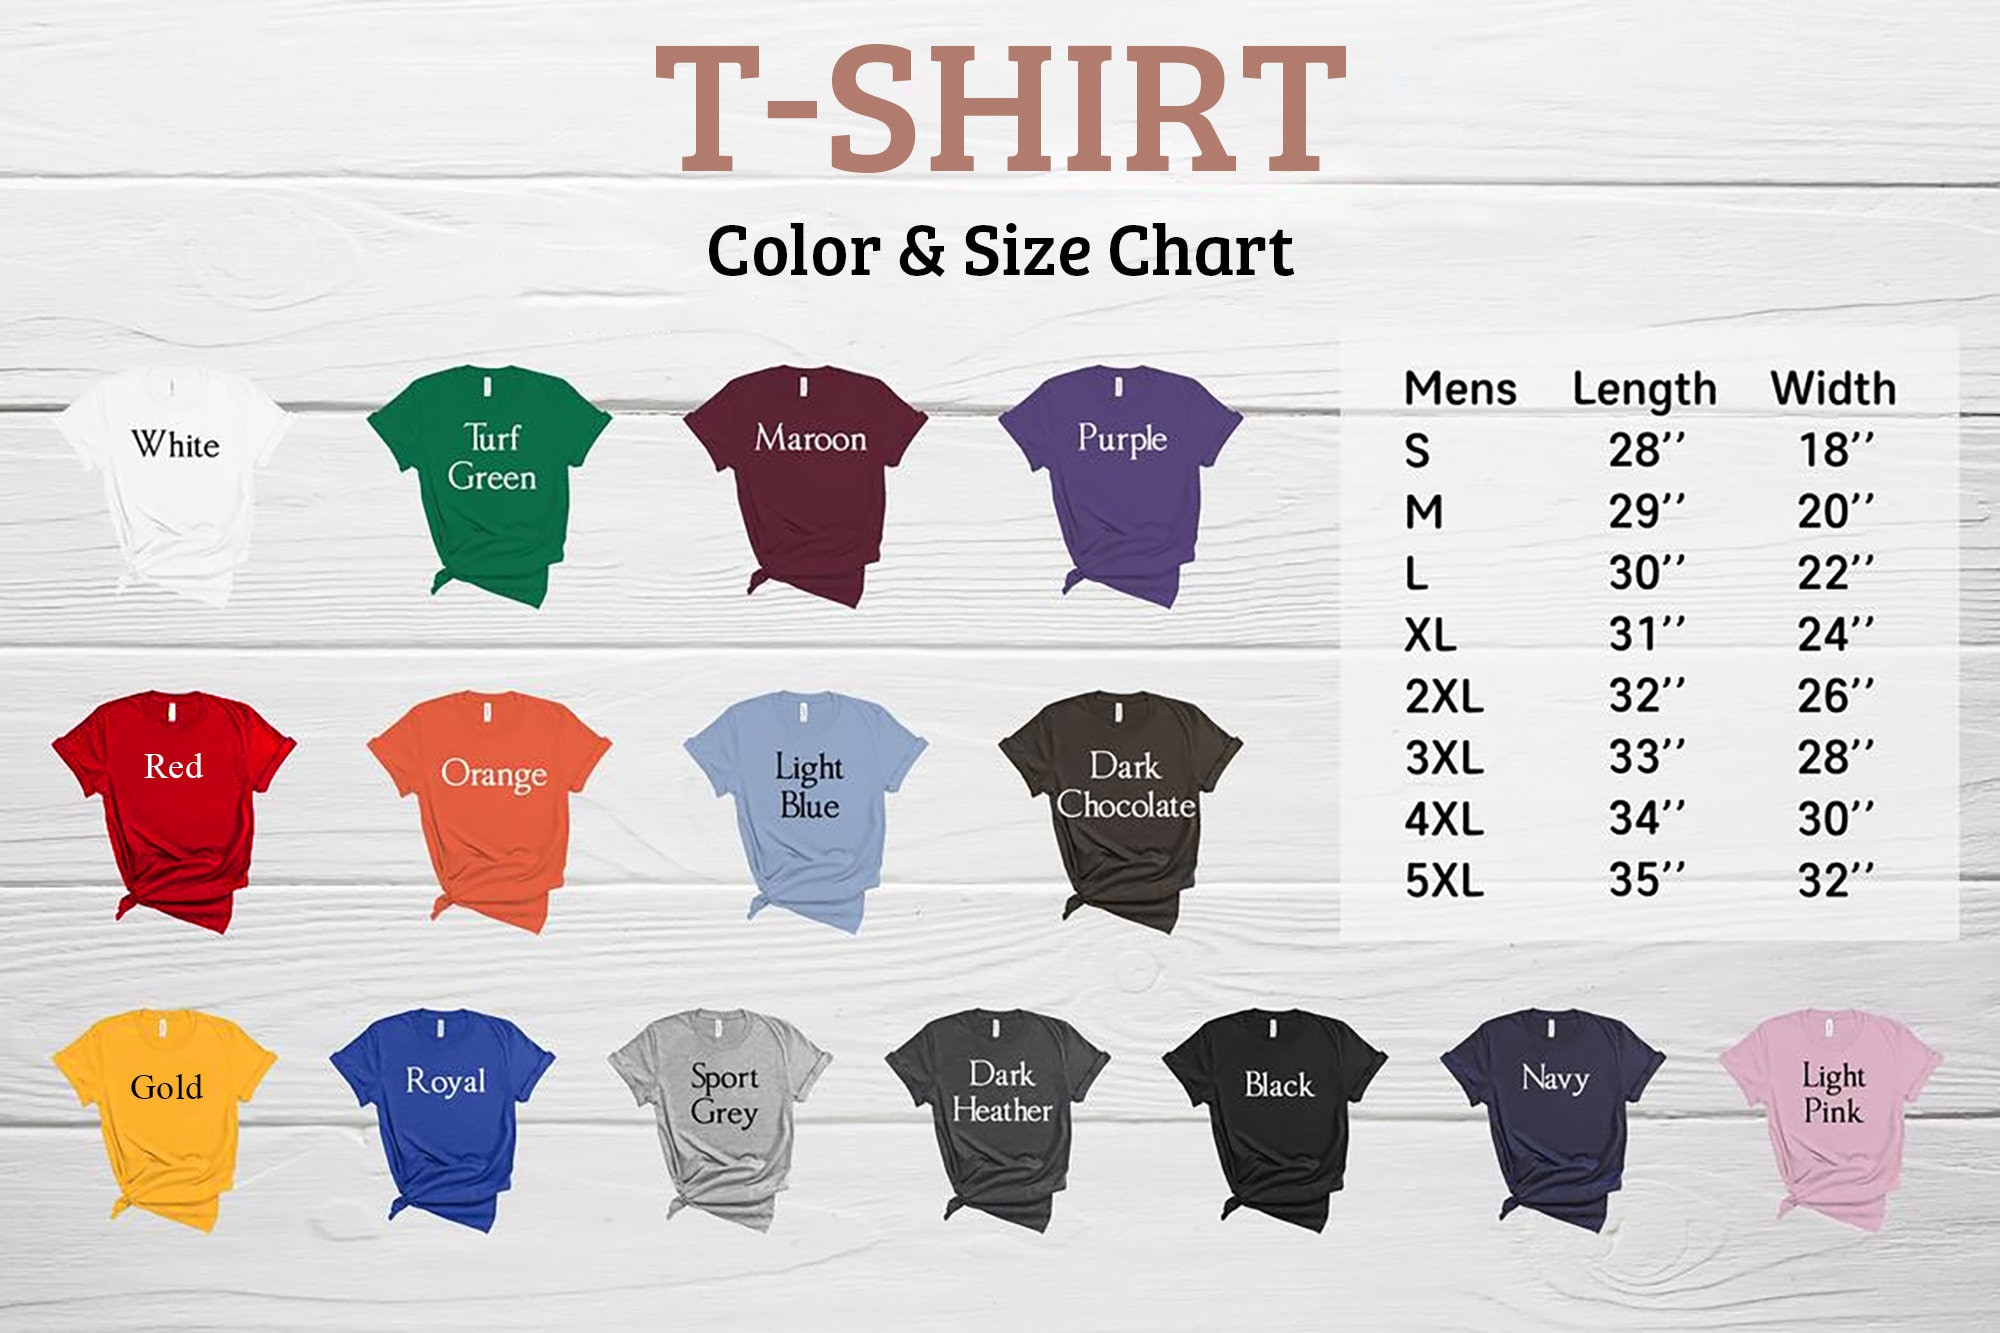 T-SHIRT
Color & Size Chart
White
Turf
Green
Maroon
Purple
Red
Orange
Light
Blue
Dark
Chocolate
Mens Length Width
S 28’’ 18’’
M 29’’ 20’’
L 30’’ 22’’
XL 31’’ 24’’
2XL 32’’ 26’’
3XL 33’’ 28’’
4XL 34’’ 30’’
5XL 35’’ 32’’
Gold
Royal
Sport
Grey
Dark
Heather
Black
Navy
Light
Pink